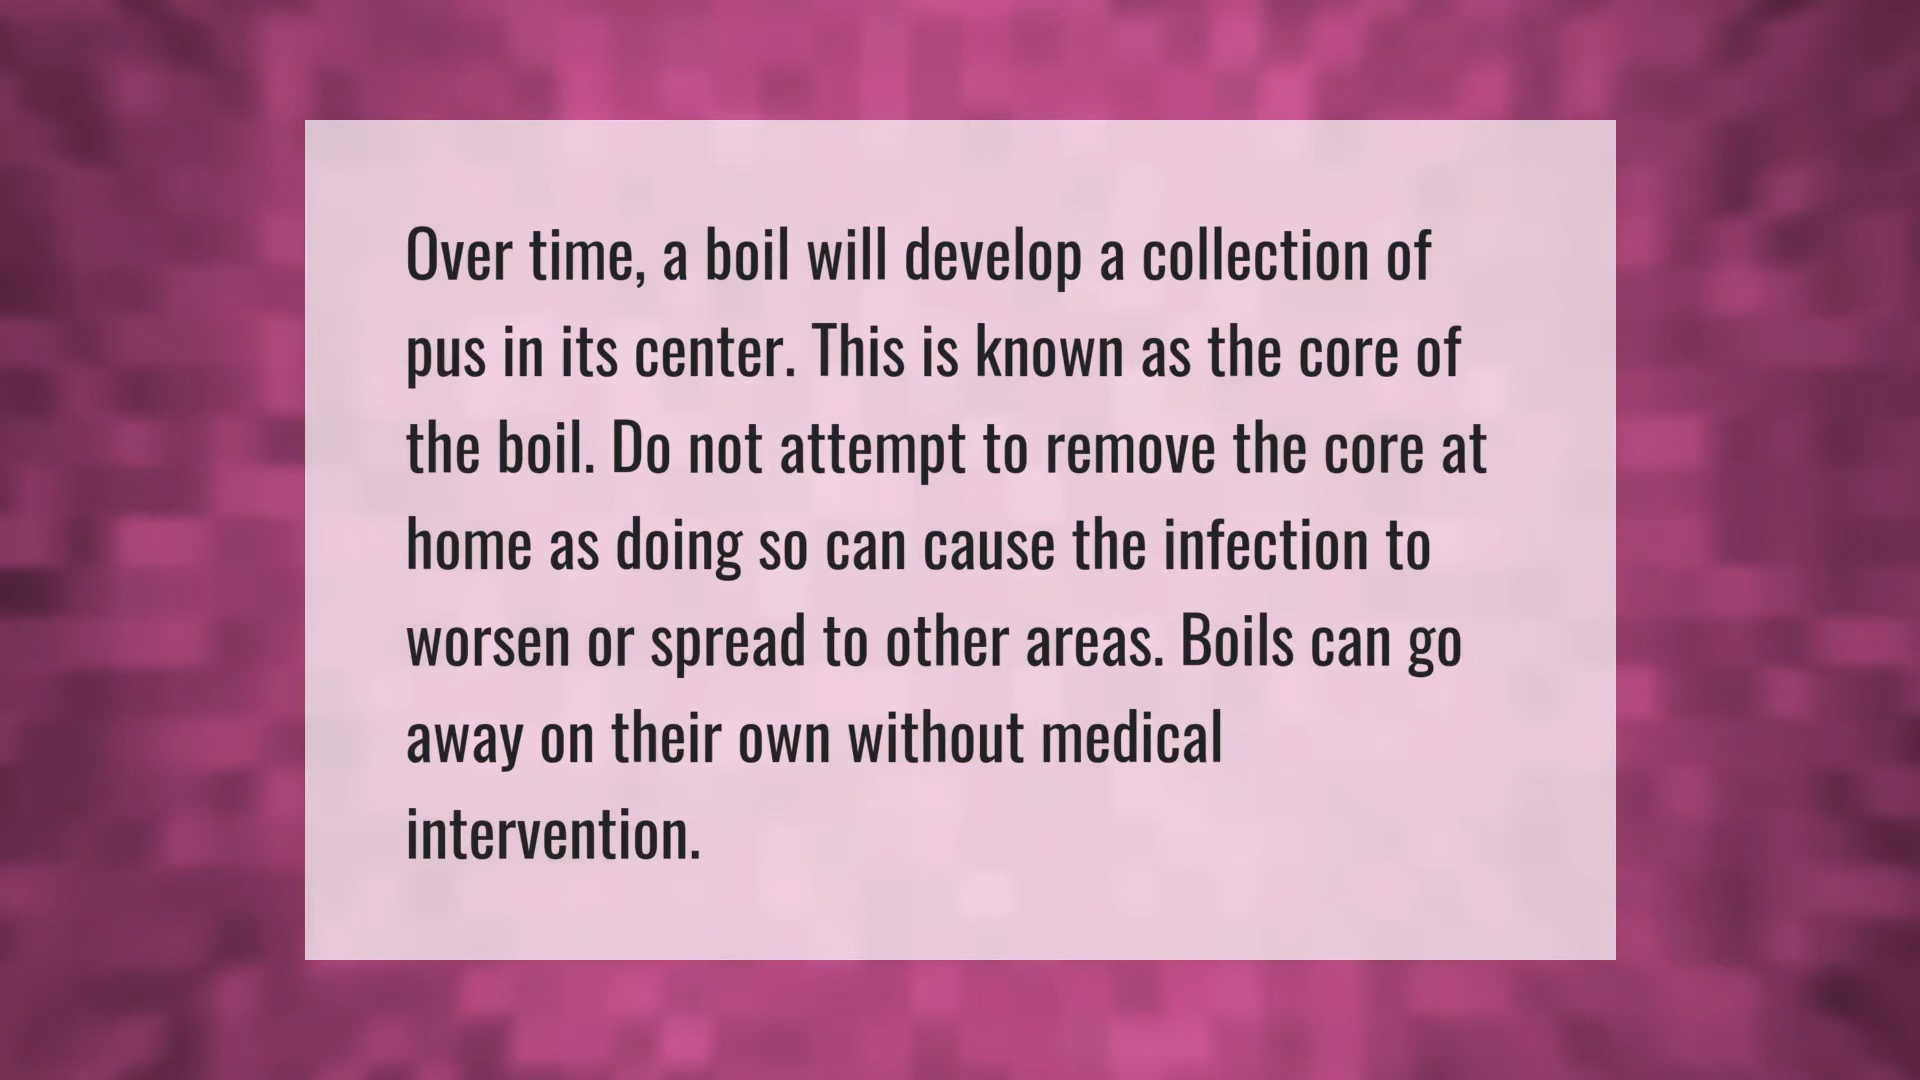 Over time, a boil will develop a collection of
pus in its center. This is known as the core of
the boil. Do not attempt to remove the core at
home as doing so can cause the infection to
worsen or spread to other areas. Boils can go
away on their own without medical
intervention.